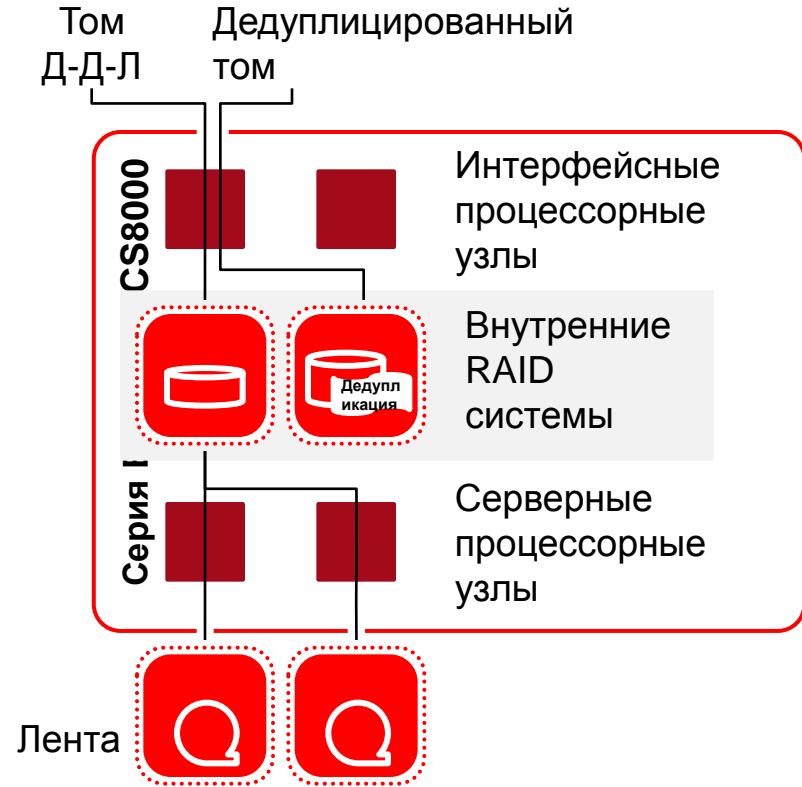 Том
Д-Д-Л
Дедуплицированный
том
CS8000
Интерфейсные
процессорные
узлы
Дедупл
икация
Внутренние
RAID
системы
Серия
Серверные
процессорные
узлы
Лента